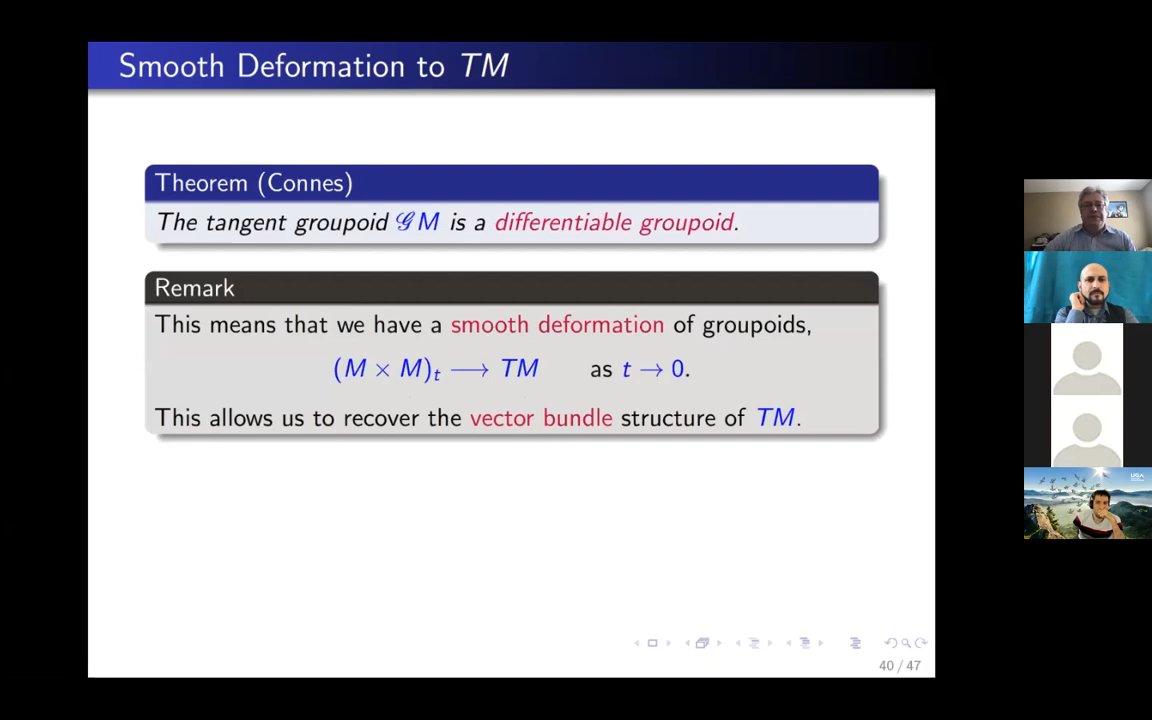 Smooth Deformation to TM
Theorem (Connes)
The tangent groupoid 𝒢M is a differentiable groupoid.
Remark
This means that we have a smooth deformation of groupoids,
(M × M)ₜ ⟶ TM as t → 0.
This allows us to recover the vector bundle structure of TM.
40 / 47
UGA